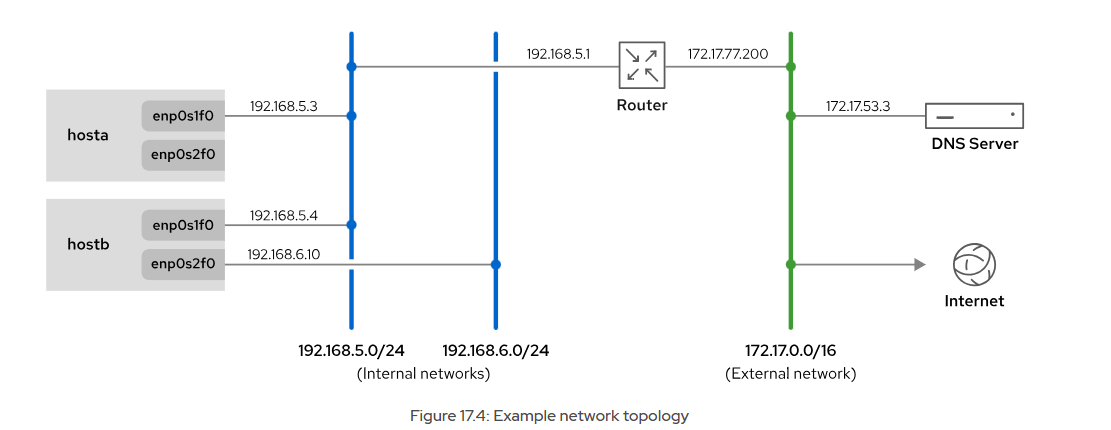 192.168.5.1
172.17.77.200
Router
hosta
enp0s1f0
192.168.5.3
enp0s2f0
172.17.53.3
DNS Server
hostb
enp0s1f0
192.168.5.4
enp0s2f0
192.168.6.10
Internet
192.168.5.0/24
192.168.6.0/24
(Internal networks)
172.17.0.0/16
(External network)
Figure 17.4: Example network topology